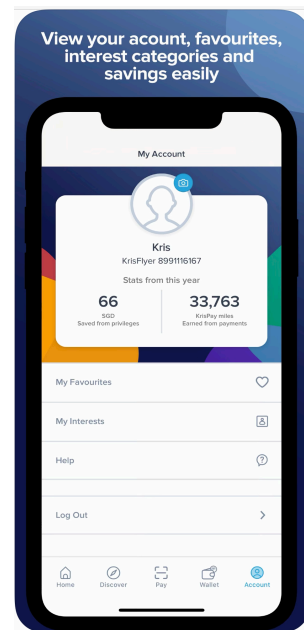 View your acount, favourites,
interest categories and
savings easily
My Account
Kris
KrisFlyer 8991116167
Stats from this year
66 33,763
SGD KrisPay miles
Saved from privileges Earned from payments
My Favourites
My Interests
Help
Log Out
Home Discover Pay Wallet Account